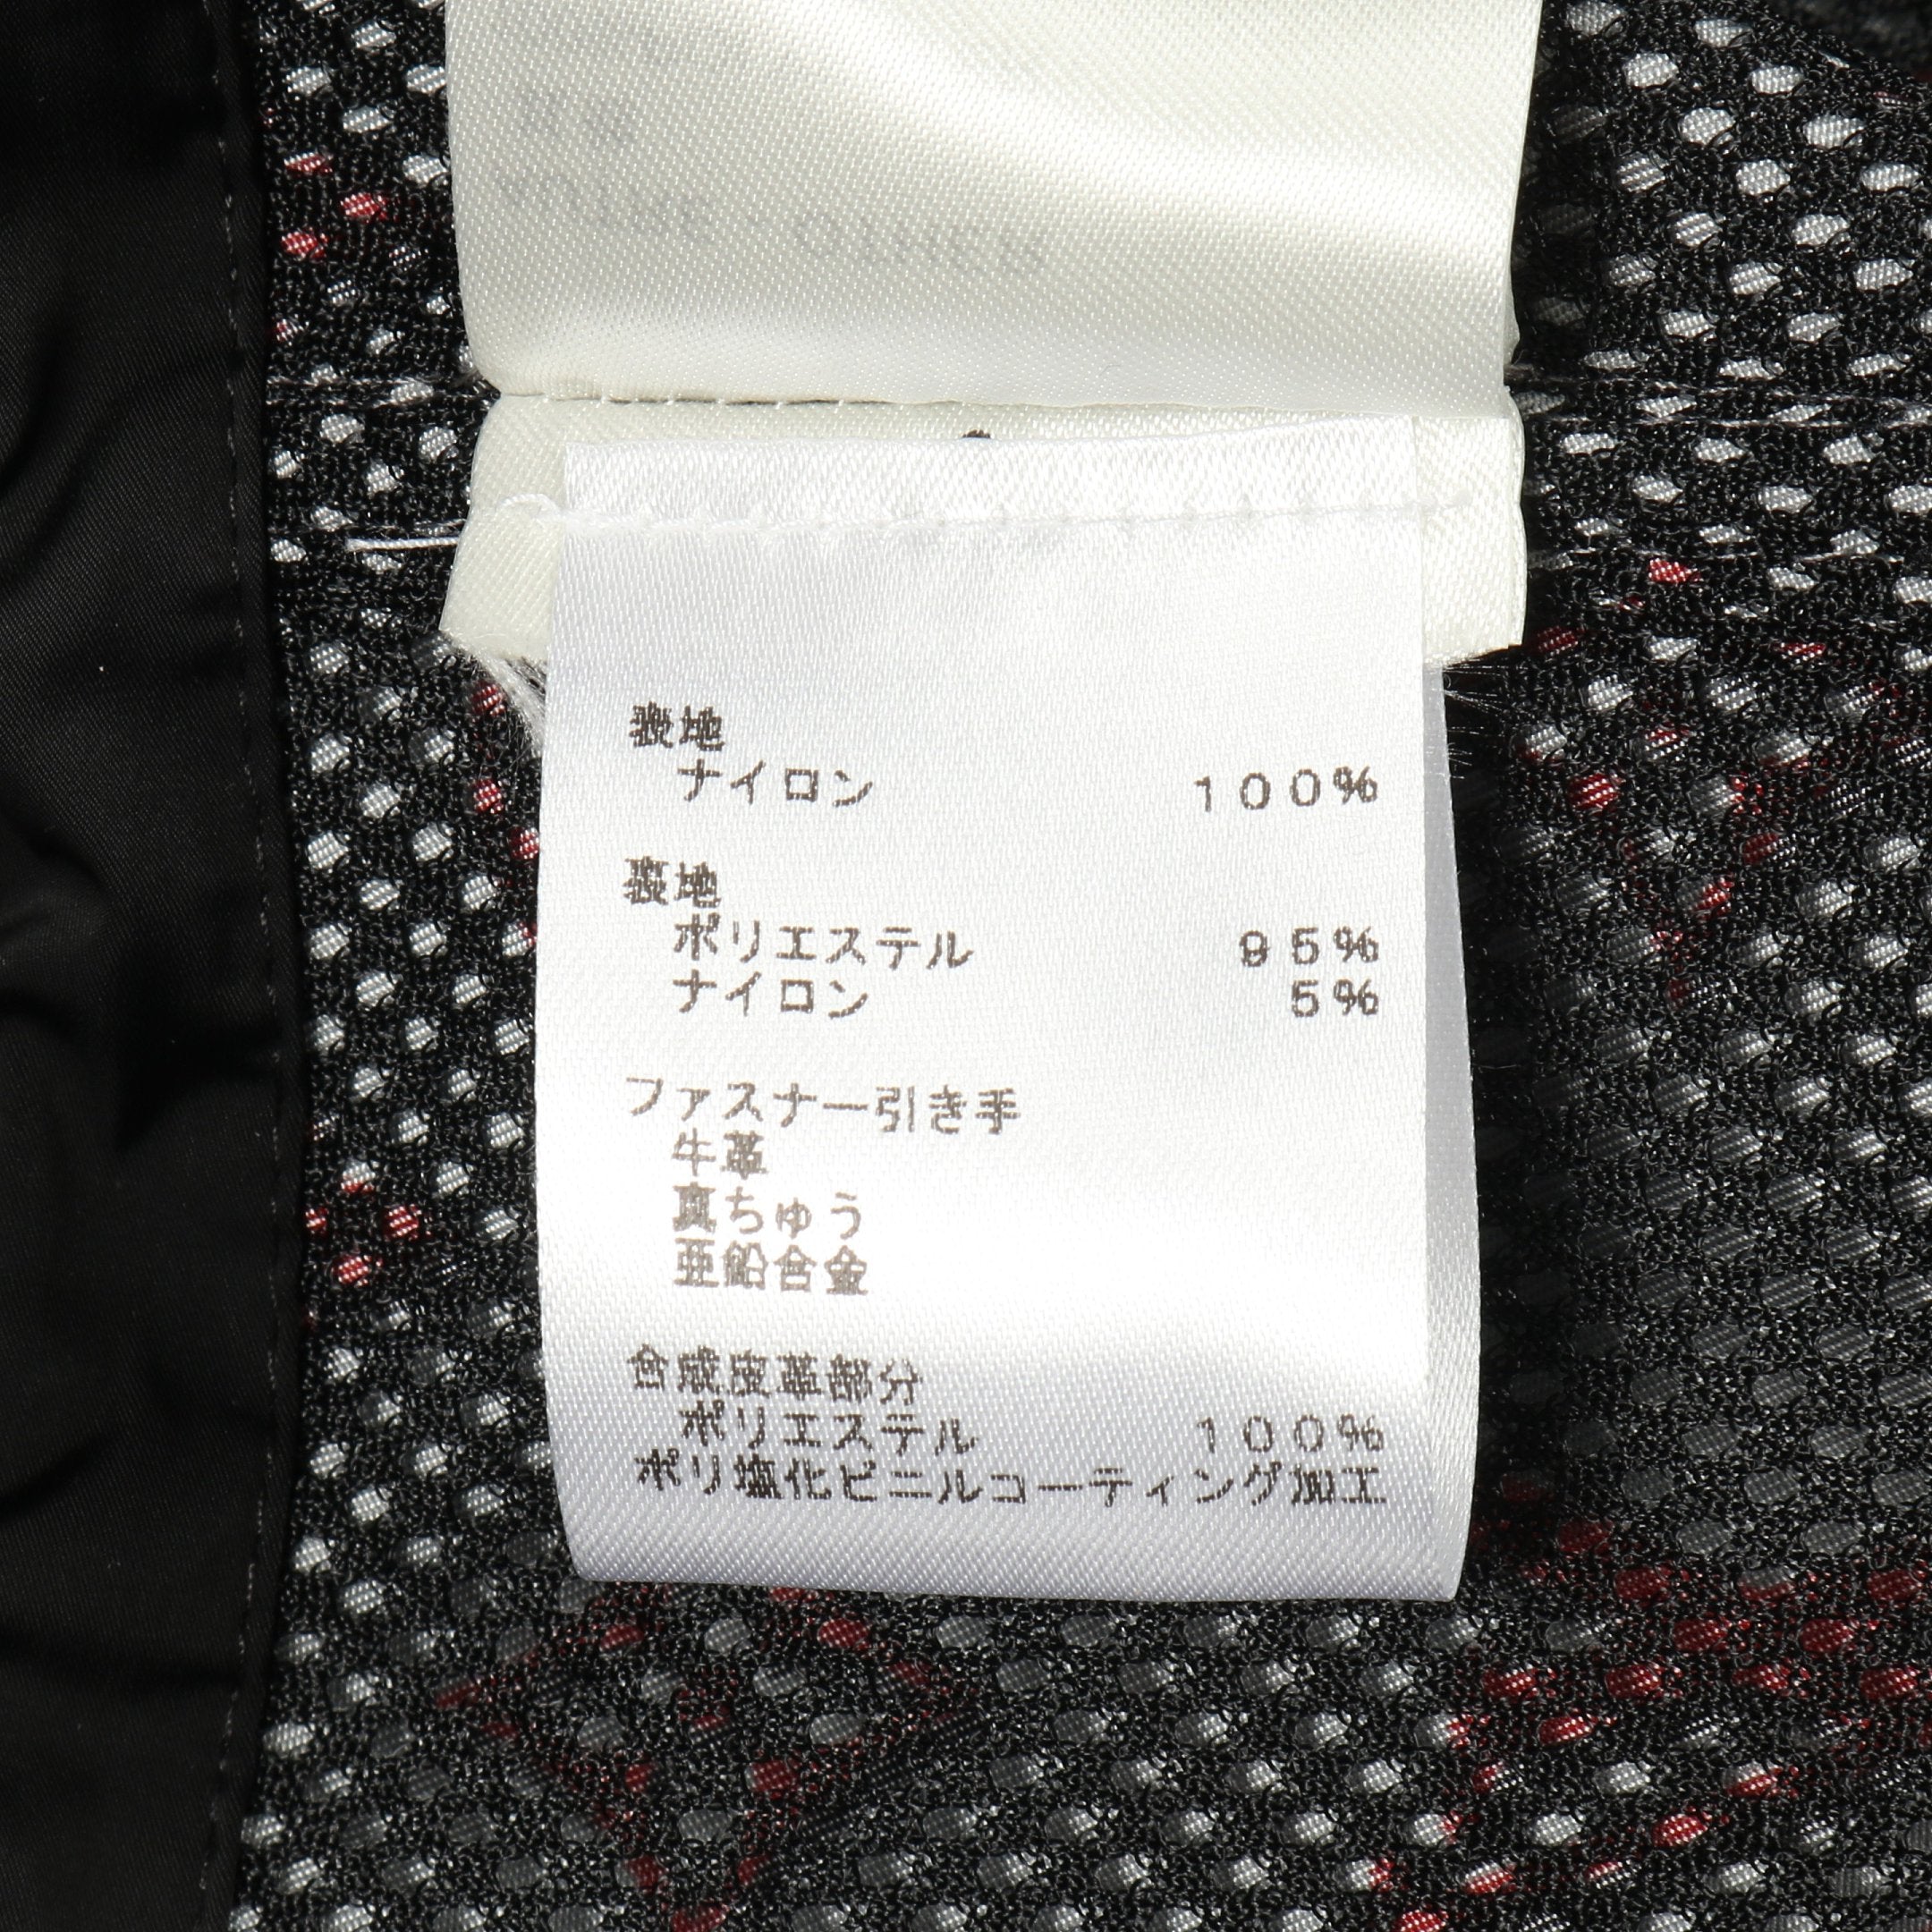 表地
ナイロン 100%
裏地
ポリエステル 95%
ナイロン 5%
ファスナー引き手
牛革
真ちゅう
亜鉛合金
合成皮革部分
ポリエステル 100%
ポリ塩化ビニルコーティング加工